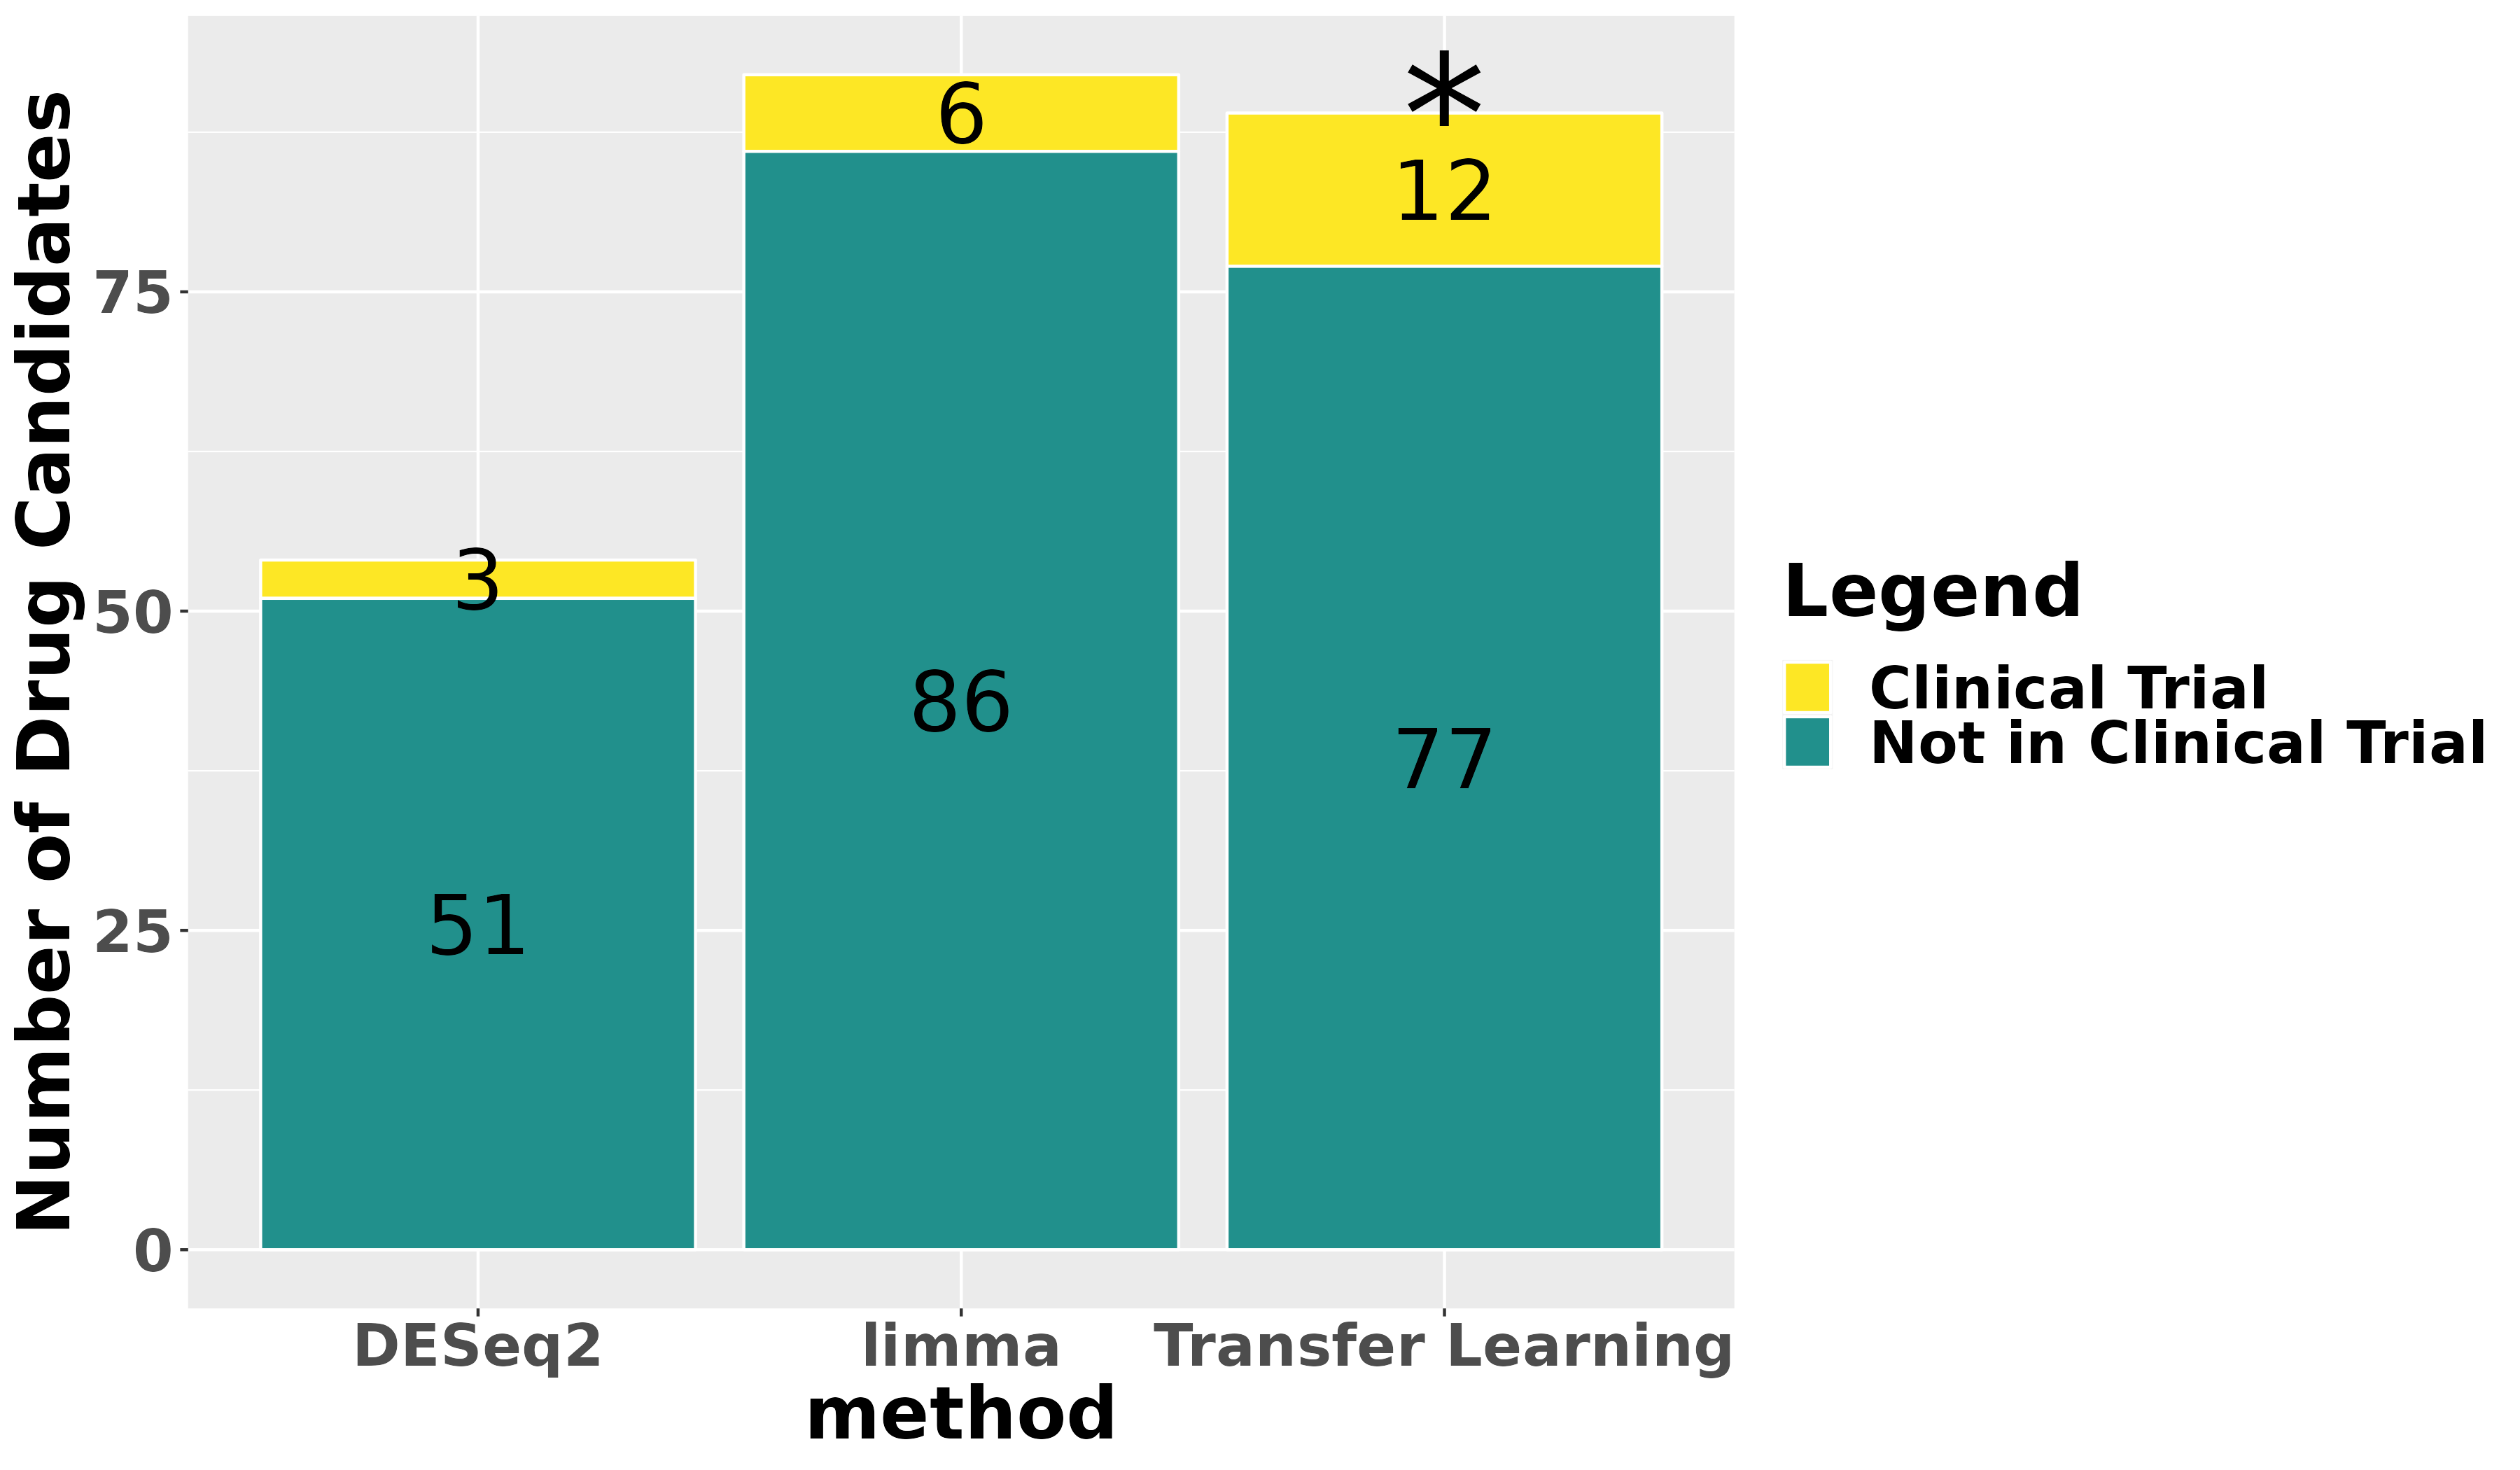 Number of Drug Candidates
75
50
25
0
*
6
12
3
86
77
51
DESeq2
limma
Transfer Learning
method
Legend
Clinical Trial
Not in Clinical Trial